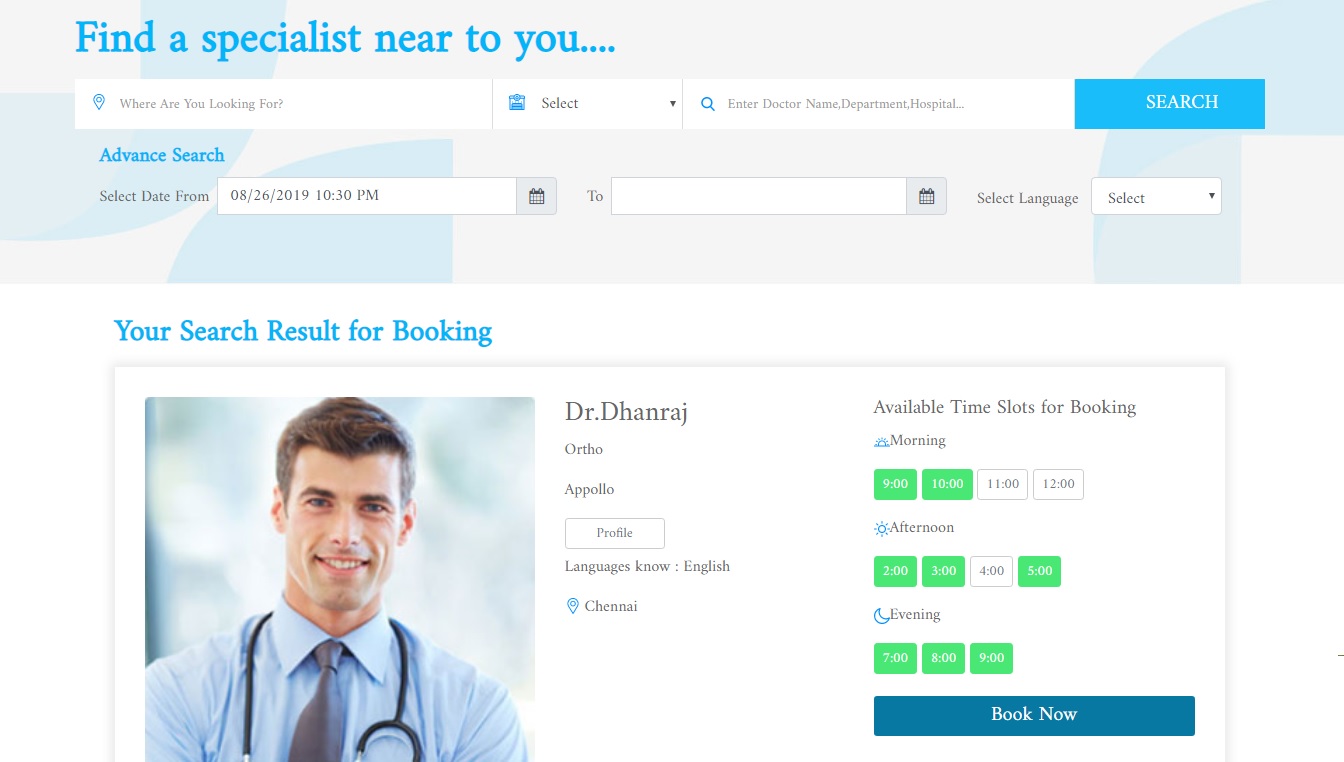 Find a specialist near to you....
Where Are You Looking For?
Select
Enter Doctor Name,Department,Hospital...
SEARCH
Advance Search
Select Date From
08/26/2019 10:30 PM
To
Select Language
Select
Your Search Result for Booking
Dr.Dhanraj
Ortho
Appollo
Profile
Languages know : English
Chennai
Available Time Slots for Booking
Morning
9:00 10:00 11:00 12:00
Afternoon
2:00 3:00 4:00 5:00
Evening
7:00 8:00 9:00
Book Now